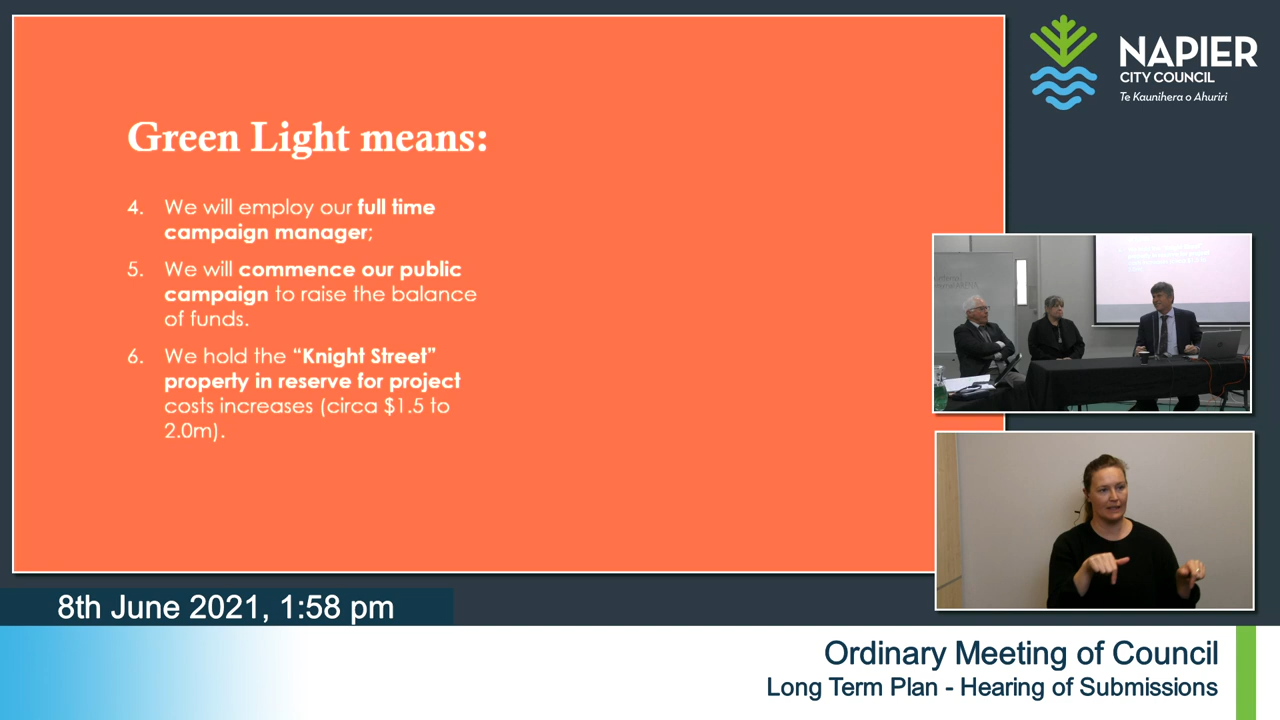 Green Light means:
4. We will employ our full time
campaign manager;
5. We will commence our public
campaign to raise the balance
of funds.
6. We hold the “Knight Street”
property in reserve for project
costs increases (circa $1.5 to
2.0m).
NAPIER
CITY COUNCIL
Te Kaunihera o Ahuriri
8th June 2021, 1:58 pm
Ordinary Meeting of Council
Long Term Plan - Hearing of Submissions